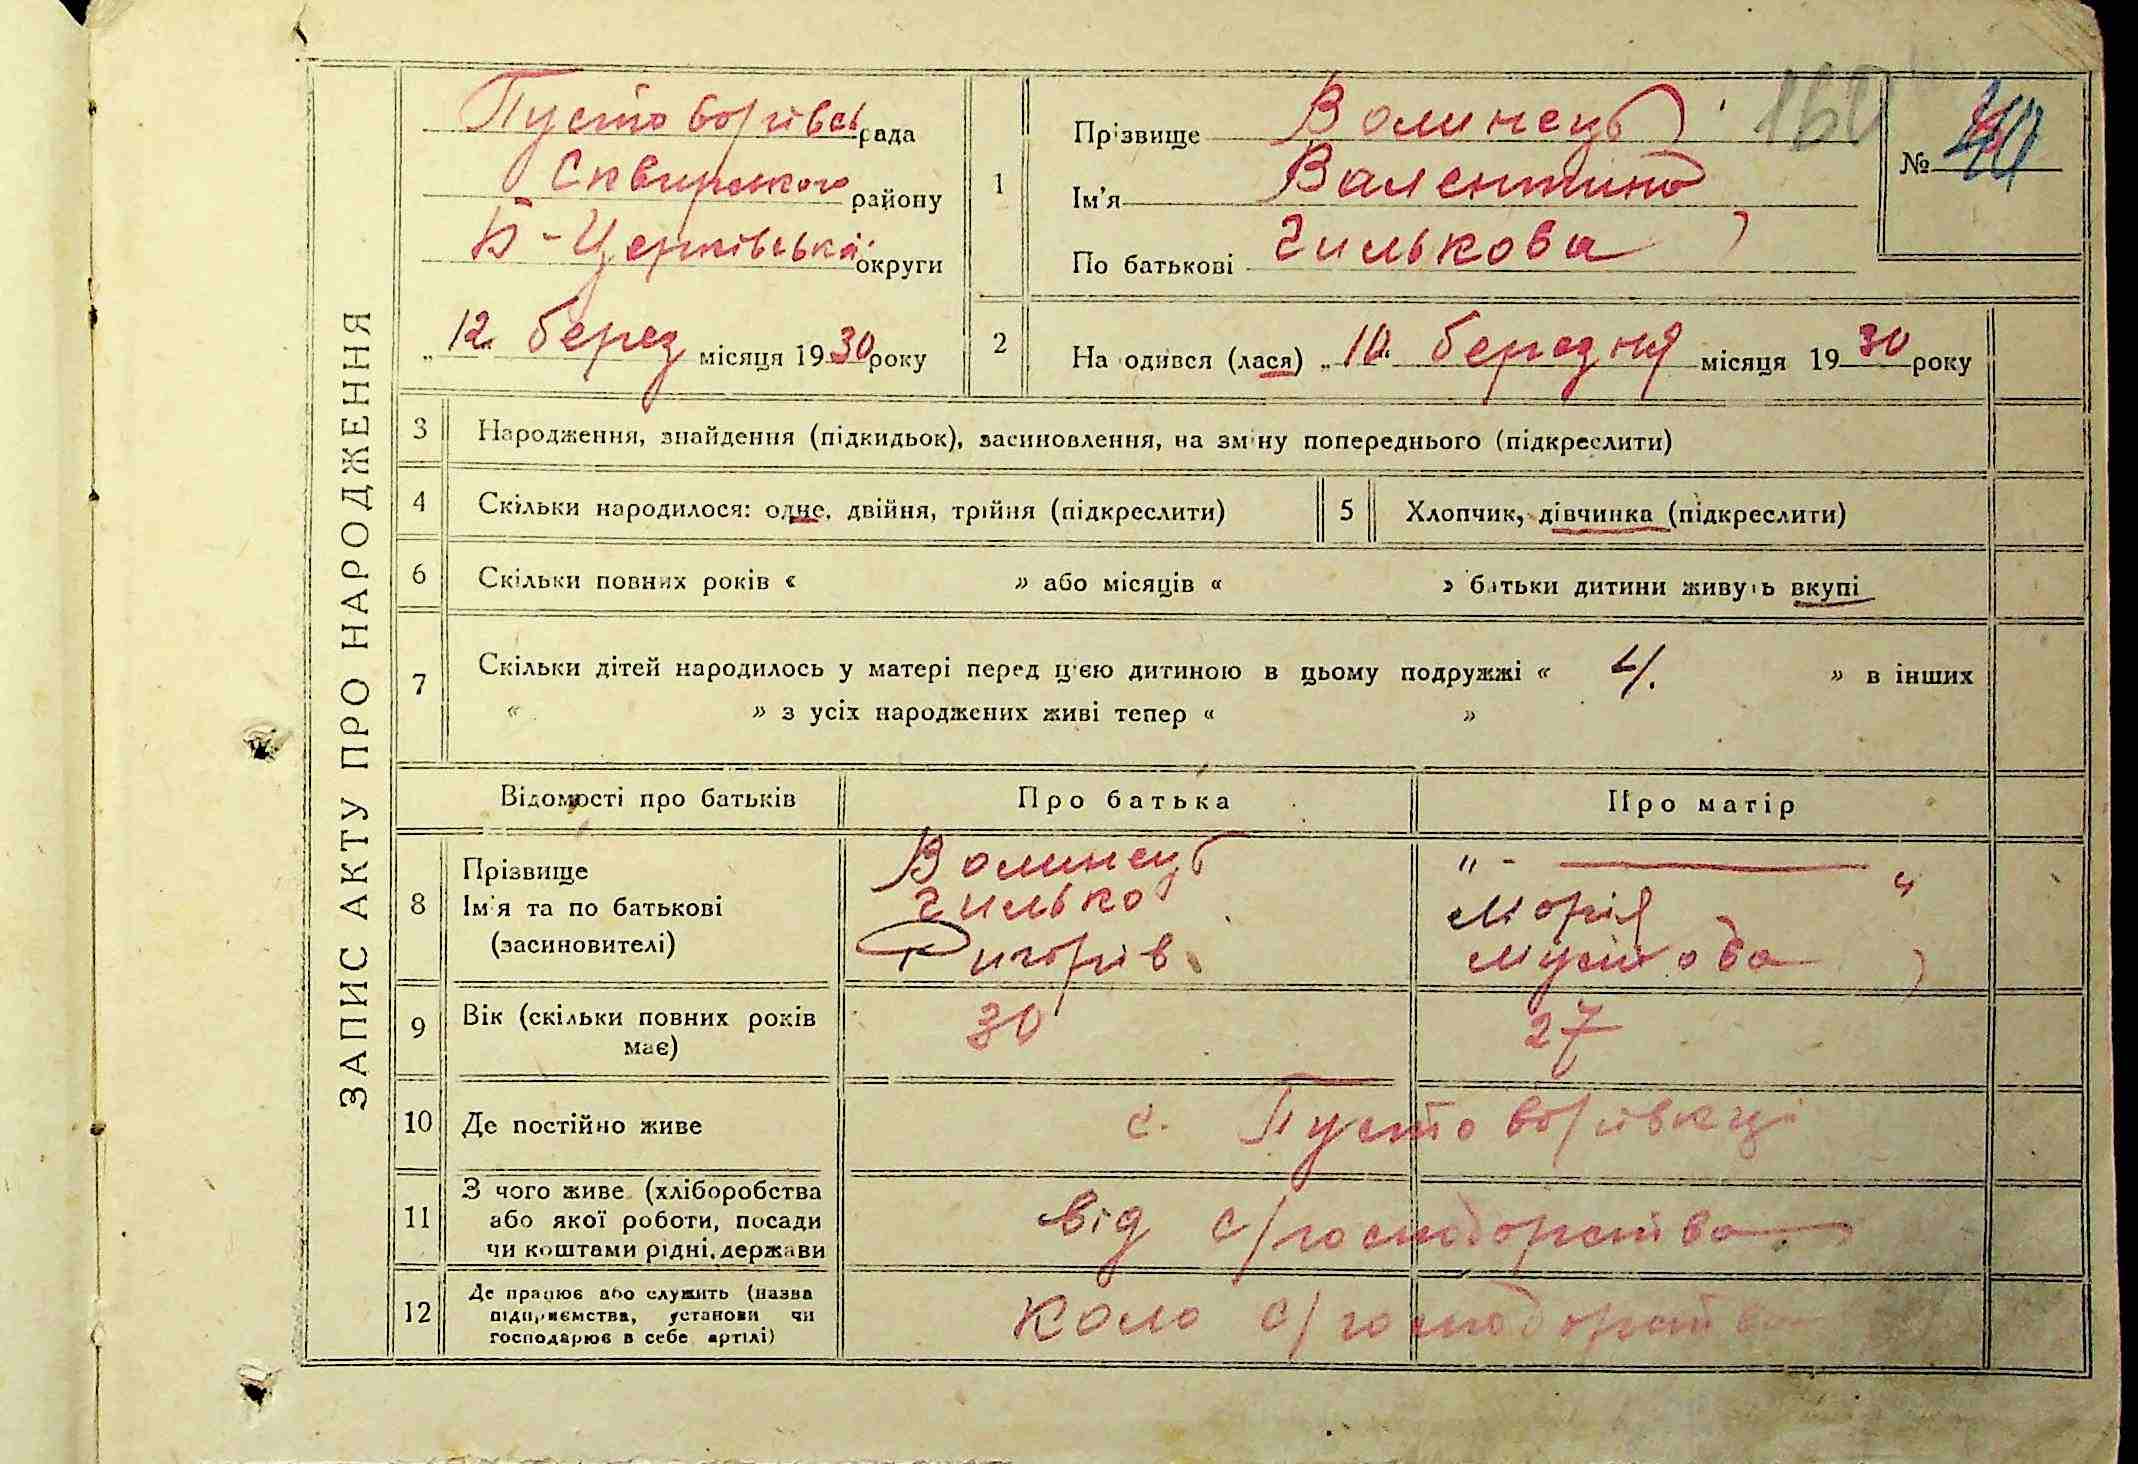 ЗАПИС АКТУ ПРО НАРОДЖЕННЯ
Пустоворівсь рада
Сквирського району
Б-Церківська округи
„12" берез місяця 1930 року
1
Прізвище Волинець
Ім'я Валентина
По батькові Гилькова
160
№ 40
2
Народився (лася) „10" березня місяця 1930 року
3 Народження, знайдення (підкидьок), засиновлення, на зміну попереднього (підкреслити)
4 Скільки народилося: одне, двійня, трійня (підкреслити)
5 Хлопчик, дівчинка (підкреслити)
6 Скільки повних років « » або місяців « » батьки дитини живуть вкупі
7 Скільки дітей народилось у матері перед цією дитиною в цьому подружжі « 4. » в інших
« » з усіх народжених живі тепер « »
Відомості про батьків Про батька Про матір
8
Прізвище
Ім'я та по батькові
(засиновителі)
Волинець
Гилько
Григорів
" - "
Марія
Мусійова
9 Вік (скільки повних років
має)
30 27
10 Де постійно живе с. Пустоворівкці
11
З чого живе (хліборобства
або якої роботи, посади
чи коштами рідні, держави
від с/господарства
12
Де працює або служить (назва
підприємства, установи чи
господарює в себе артілі)
коло с/господарства